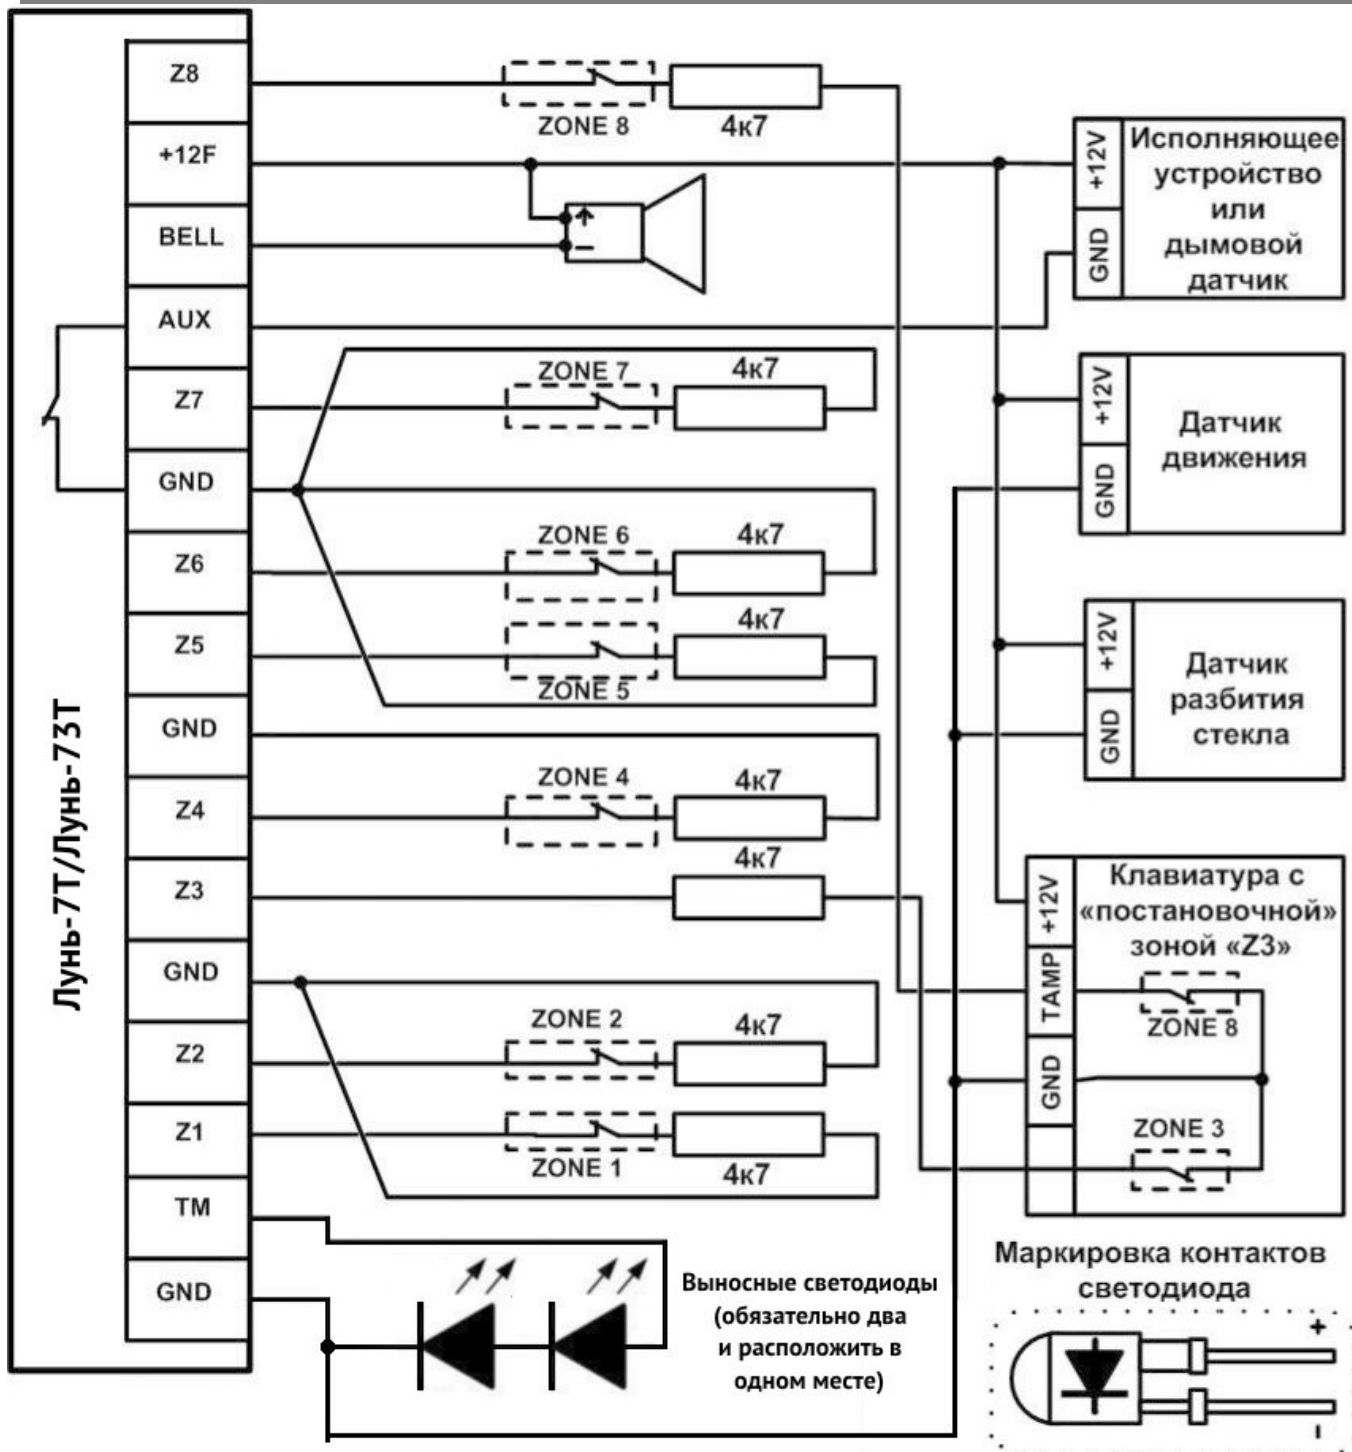 Лунь-7Т/Лунь-73Т
Z8
+12F
BELL
AUX
Z7
GND
Z6
Z5
GND
Z4
Z3
GND
Z2
Z1
TM
GND
ZONE 8
4к7
ZONE 7
4к7
ZONE 6
4к7
4к7
ZONE 5
ZONE 4
4к7
4к7
ZONE 2
4к7
ZONE 1
4к7
Выносные светодиоды
(обязательно два
и расположить в
одном месте)
+12V
GND
Исполняющее
устройство
или
дымовой
датчик
+12V
GND
Датчик
движения
+12V
GND
Датчик
разбития
стекла
+12V
TAMP
GND
Клавиатура с
«постановочной»
зоной «Z3»
ZONE 8
ZONE 3
Маркировка контактов
светодиода
+
−